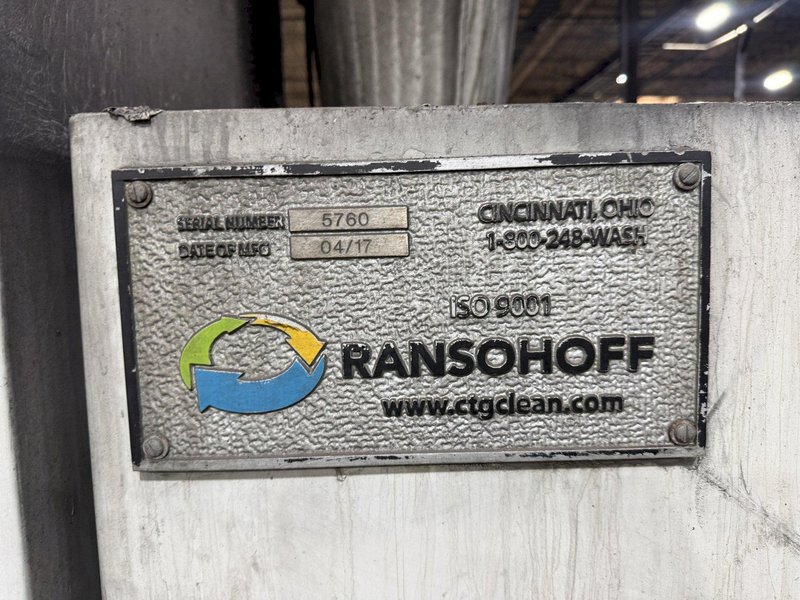 SERIAL NUMBER 5760
DATE OF MFG 04/17
CINCINNATI, OHIO
1-800-248-WASH
ISO 9001
RANSOHOFF
www.ctgclean.com